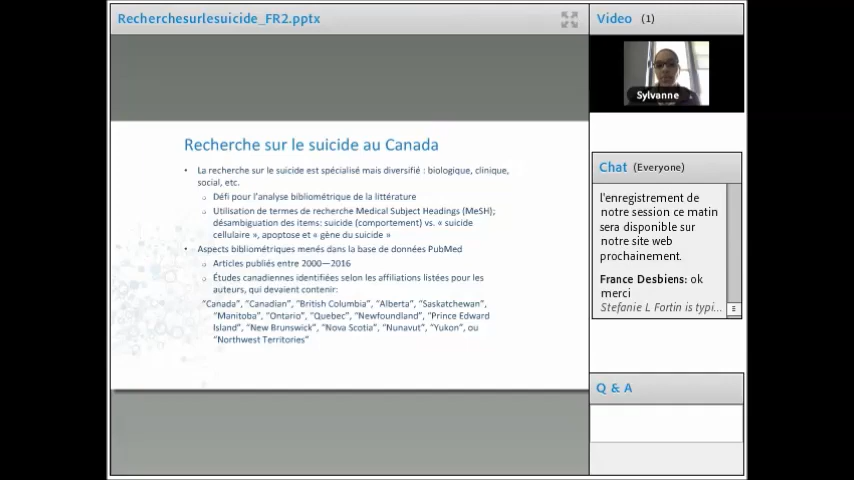 Recherchesurlesuicide_FR2.pptx
Video (1)
Sylvanne
Recherche sur le suicide au Canada
• La recherche sur le suicide est spécialisé mais diversifié : biologique, clinique,
social, etc.
o Défi pour l'analyse bibliométrique de la littérature
o Utilisation de termes de recherche Medical Subject Headings (MeSH);
désambiguation des items: suicide (comportement) vs. « suicide
cellulaire », apoptose et « gène du suicide »
• Aspects bibliométriques menés dans la base de données PubMed
o Articles publiés entre 2000—2016
o Études canadiennes identifiées selon les affiliations listées pour les
auteurs, qui devaient contenir:
"Canada", "Canadian", "British Columbia", "Alberta", "Saskatchewan",
"Manitoba", "Ontario", "Quebec", "Newfoundland", "Prince Edward
Island", "New Brunswick", "Nova Scotia", "Nunavut", "Yukon", ou
"Northwest Territories"
Chat (Everyone)
l'enregistrement de
notre session ce matin
sera disponible sur
notre site web
prochainement.
France Desbiens: ok
merci
Stefanie L Fortin is typi...
Q & A